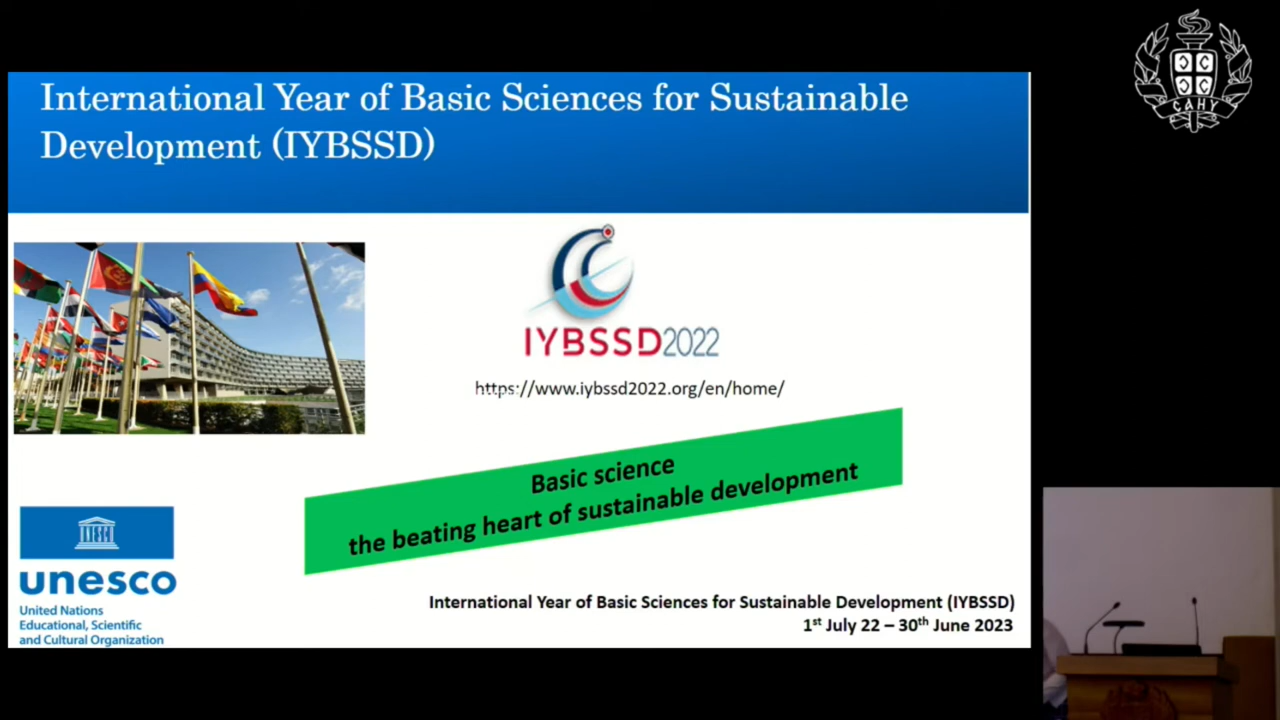 International Year of Basic Sciences for Sustainable
Development (IYBSSD)
САНУ
IYBSSD2022
https://www.iybssd2022.org/en/home/
Basic science
the beating heart of sustainable development
UNESCO
unesco
United Nations
Educational, Scientific
and Cultural Organization
International Year of Basic Sciences for Sustainable Development (IYBSSD)
1st July 22 – 30th June 2023